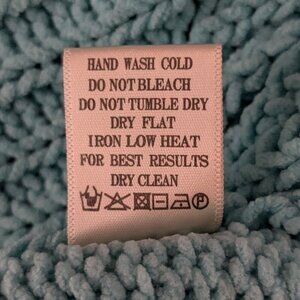 HAND WASH COLD
DO NOT BLEACH
DO NOT TUMBLE DRY
DRY FLAT
IRON LOW HEAT
FOR BEST RESULTS
DRY CLEAN
P